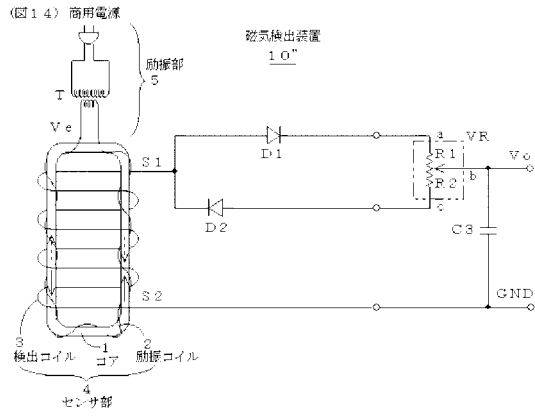 (図14) 商用電源
磁気検出装置
10"
励振部
5
T
Ve
S1
D1
D2
a
VR
R1
b
R2
c
Vo
C3
S2
GND
3
検出コイル
1
コア
2
励振コイル
4
センサ部